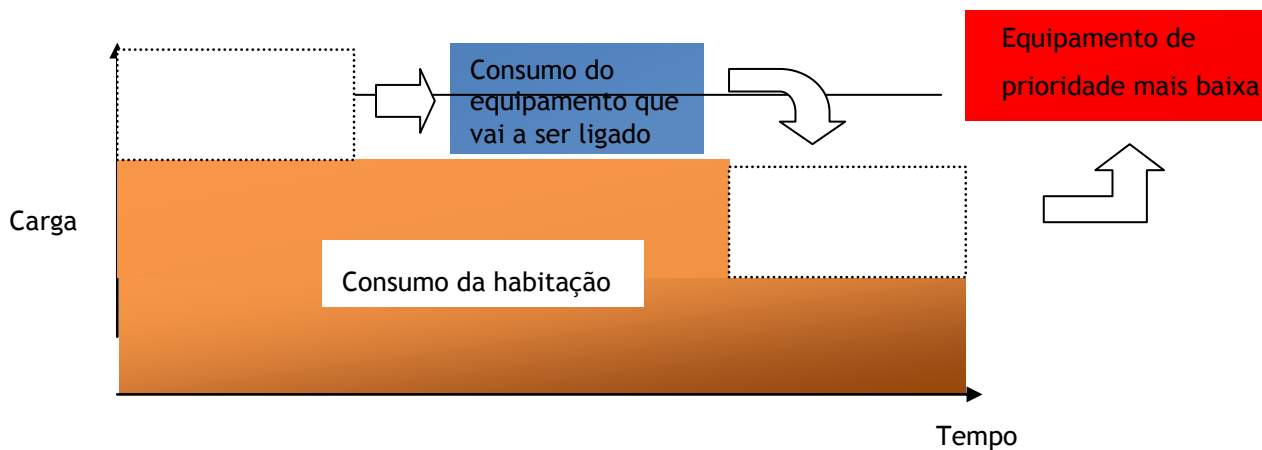 Equipamento de
prioridade mais baixa
Consumo do
equipamento que
vai a ser ligado
Carga
Consumo da habitação
Tempo